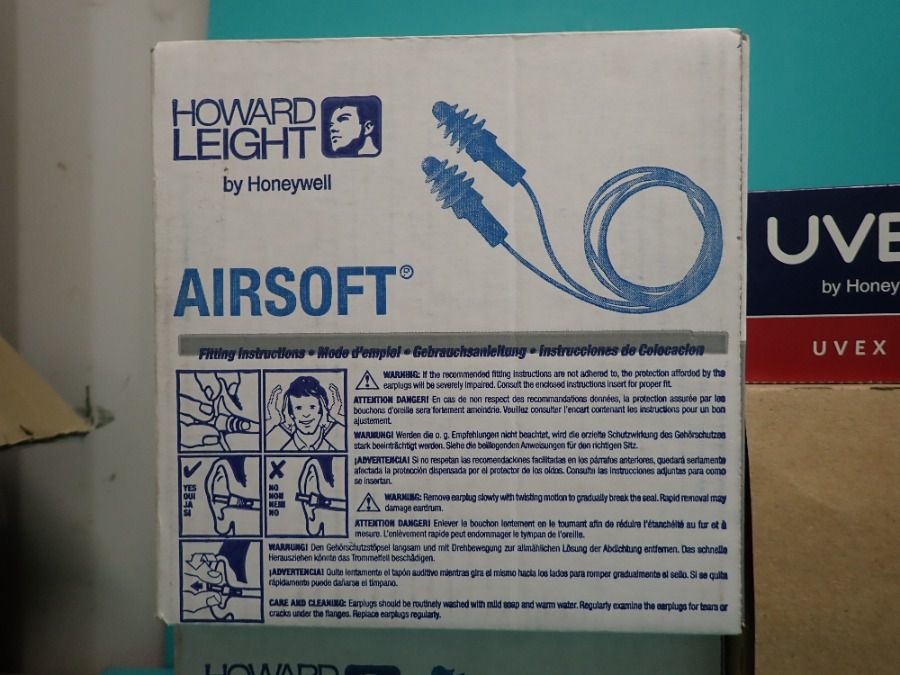 HOWARD
LEIGHT
by Honeywell
AIRSOFT®
Fitting Instructions • Mode d'emploi • Gebrauchsanleitung • Instrucciones de Colocacion
WARNING: If the recommended fitting instructions are not adhered to, the protection afforded by the
earplugs will be severely impaired. Consult the enclosed instructions insert for proper fit.
ATTENTION DANGER! En cas de non respect des recommandations données, la protection assurée par les
bouchons d'oreille sera fortement amoindrie. Veuillez consulter l'encart contenant les instructions pour un bon
ajustement.
WARNUNG! Werden die o. g. Empfehlungen nicht beachtet, wird die erzielte Schutzwirkung des Gehörschutzes
stark beeinträchtigt werden. Siehe die beiliegenden Anweisungen für den richtigen Sitz.
¡ADVERTENCIA! Si no respetan las recomendaciones facilitadas en los párrafos anteriores, quedará seriamente
afectada la protección dispensada por el protector de los oídos. Consulte las instrucciones adjuntas para como
se insertan.
YES
OUI
JA
SI
NO
NON
NEIN
NO
WARNING: Remove earplug slowly with twisting motion to gradually break the seal. Rapid removal may
damage eardrum.
ATTENTION DANGER! Enlever le bouchon lentement en le tournant afin de réduire l'étanchéité au fur et à
mesure. L'enlèvement rapide peut endommager le tympan de l'oreille.
WARNUNG! Den Gehörschutzstöpsel langsam und mit Drehbewegung zur allmählichen Lösung der Abdichtung entfernen. Das schnelle
Herausziehen könnte das Trommelfell beschädigen.
¡ADVERTENCIA! Quite lentamente el tapón auditivo mientras gira el mismo hacia los lados para romper gradualmente el sello. Si se quita
rápidamente puede dañarse el tímpano.
CARE AND CLEANING: Earplugs should be routinely washed with mild soap and warm water. Regularly examine the earplugs for tears or
cracks under the flanges. Replace earplugs regularly.
UVE
by Honey
UVEX
HOWARD